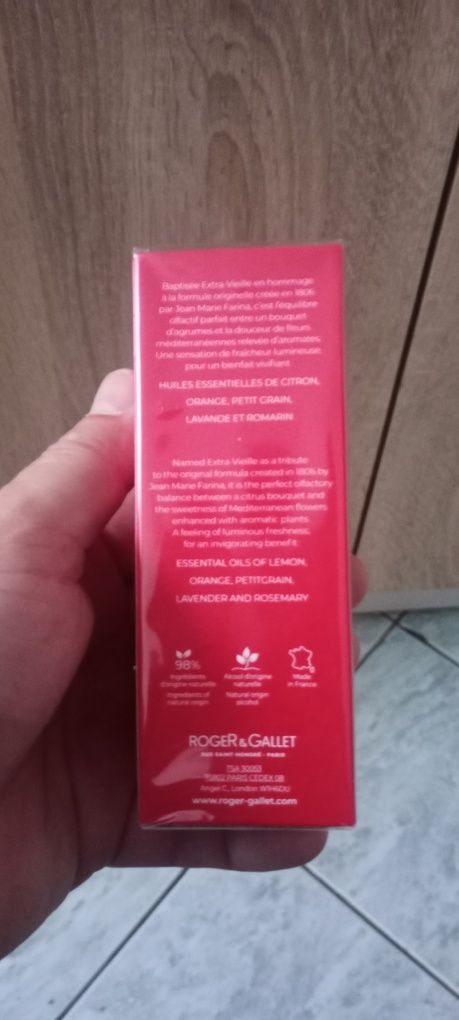 Baptisée Extra-Vieille en hommage
à la formule originelle créée en 1806
par Jean Marie Farina, c'est l'équilibre
olfactif parfait entre un bouquet
d'agrumes et la douceur de fleurs
méditerranéennes relevée d'aromates.
Une sensation de fraîcheur lumineuse,
pour un bienfait vivifiant.
HUILES ESSENTIELLES DE CITRON,
ORANGE, PETIT GRAIN,
LAVANDE ET ROMARIN
Named Extra-Vieille as a tribute
to the original formula created in 1806 by
Jean Marie Farina, it is the perfect olfactory
balance between a citrus bouquet and
the sweetness of Mediterranean flowers
enhanced with aromatic plants.
A feeling of luminous freshness,
for an invigorating benefit.
ESSENTIAL OILS OF LEMON,
ORANGE, PETITGRAIN,
LAVENDER AND ROSEMARY
98%
Ingrédients
d'origine naturelle
Ingredients of
natural origin
Alcool d'origine
naturelle
Natural origin
alcohol
Made
in France
ROGER & GALLET
RUE SAINT HONORÉ - PARIS
TSA 30053
75802 PARIS CEDEX 08
Angel C, London W1H6DU
www.roger-gallet.com